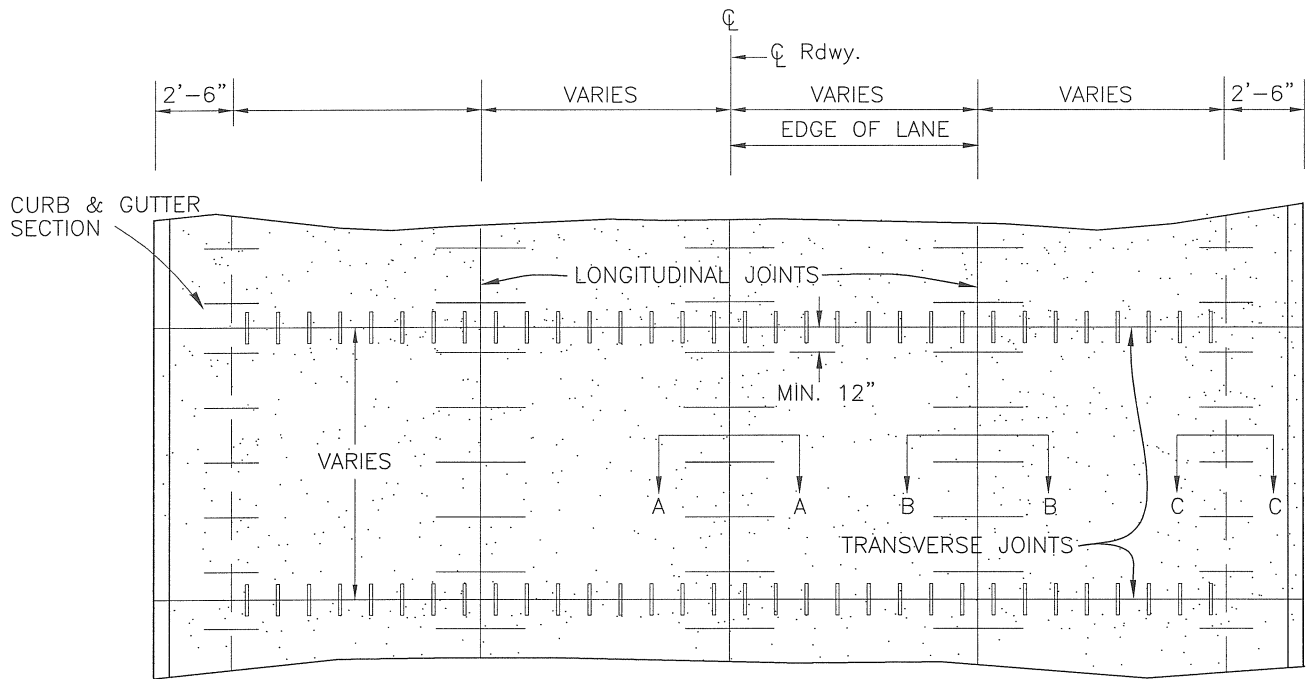 ℄
℄ Rdwy.
2'-6" VARIES VARIES VARIES 2'-6"
EDGE OF LANE
CURB & GUTTER
SECTION
LONGITUDINAL JOINTS
MIN. 12"
VARIES
A A B B C C
TRANSVERSE JOINTS